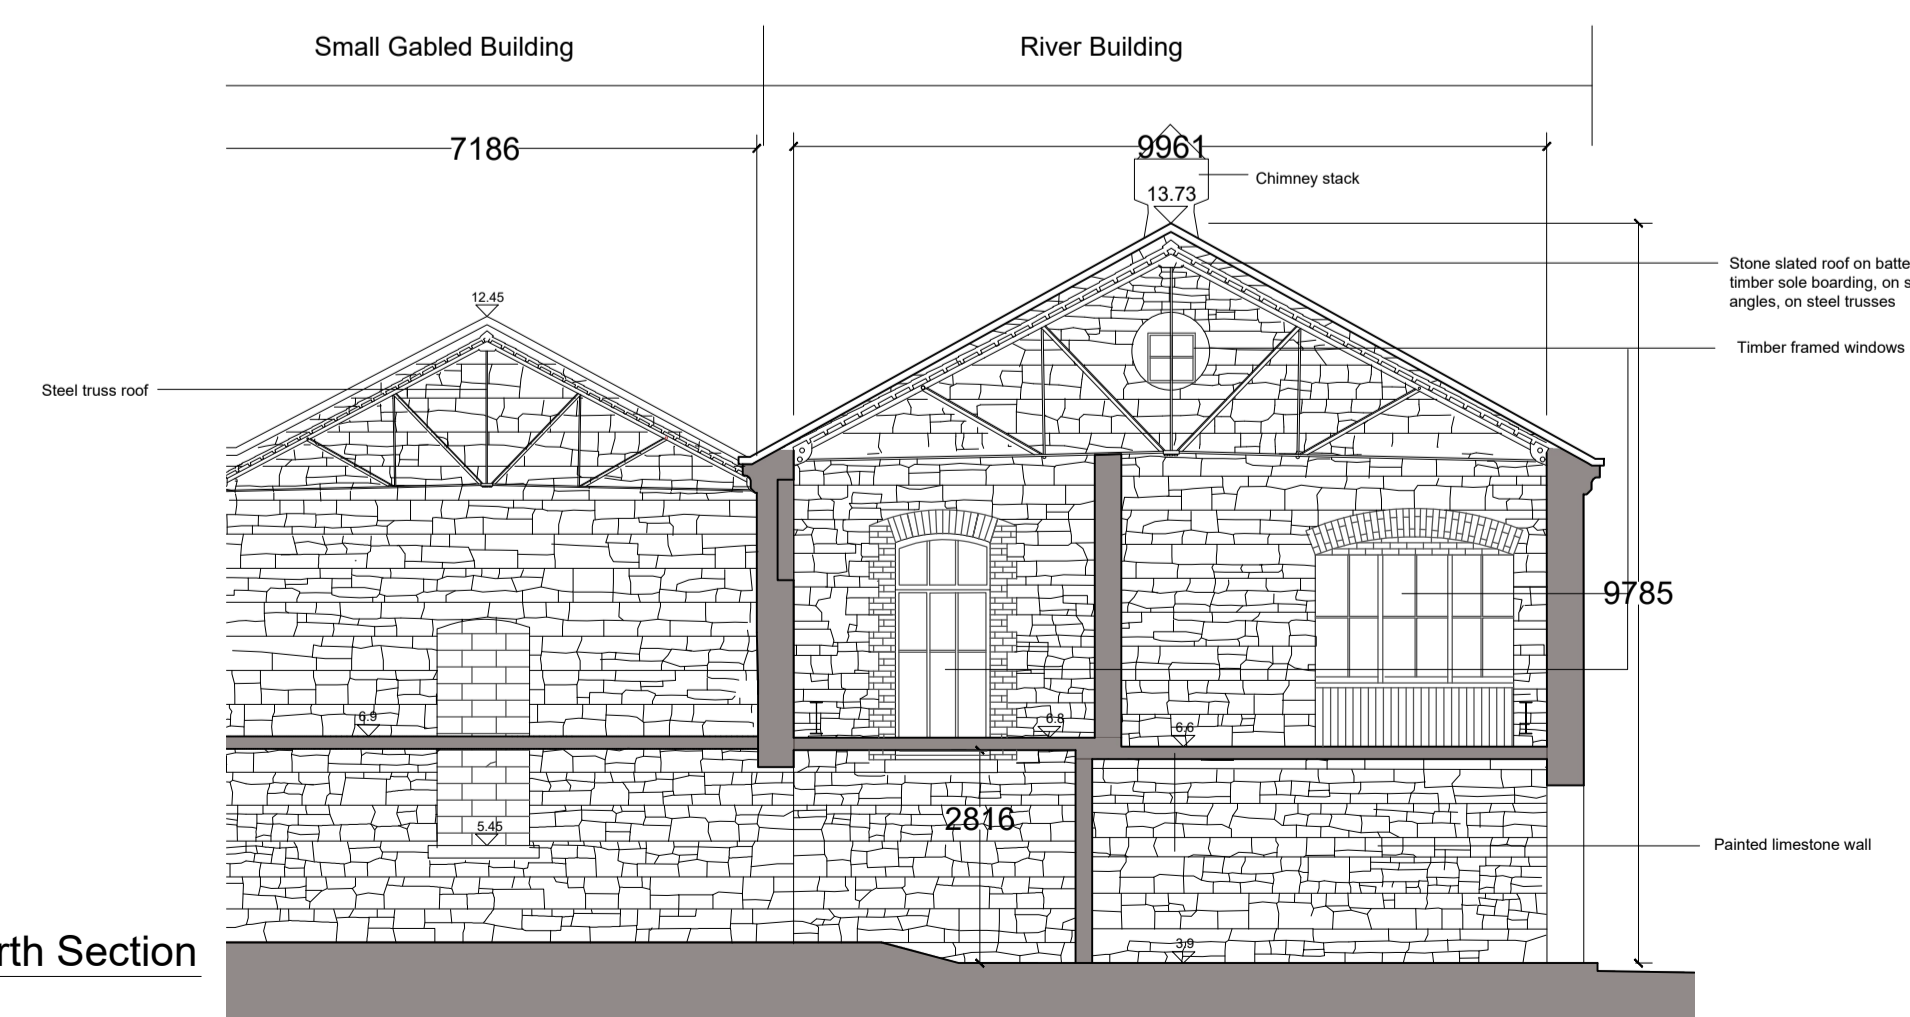 Small Gabled Building
River Building
7186
9961
Chimney stack
13.73
Stone slated roof on batte
timber sole boarding, on s
angles, on steel trusses
12.45
Timber framed windows
Steel truss roof
9785
6.9
6.8
6.6
2816
5.45
Painted limestone wall
3.9
rth Section